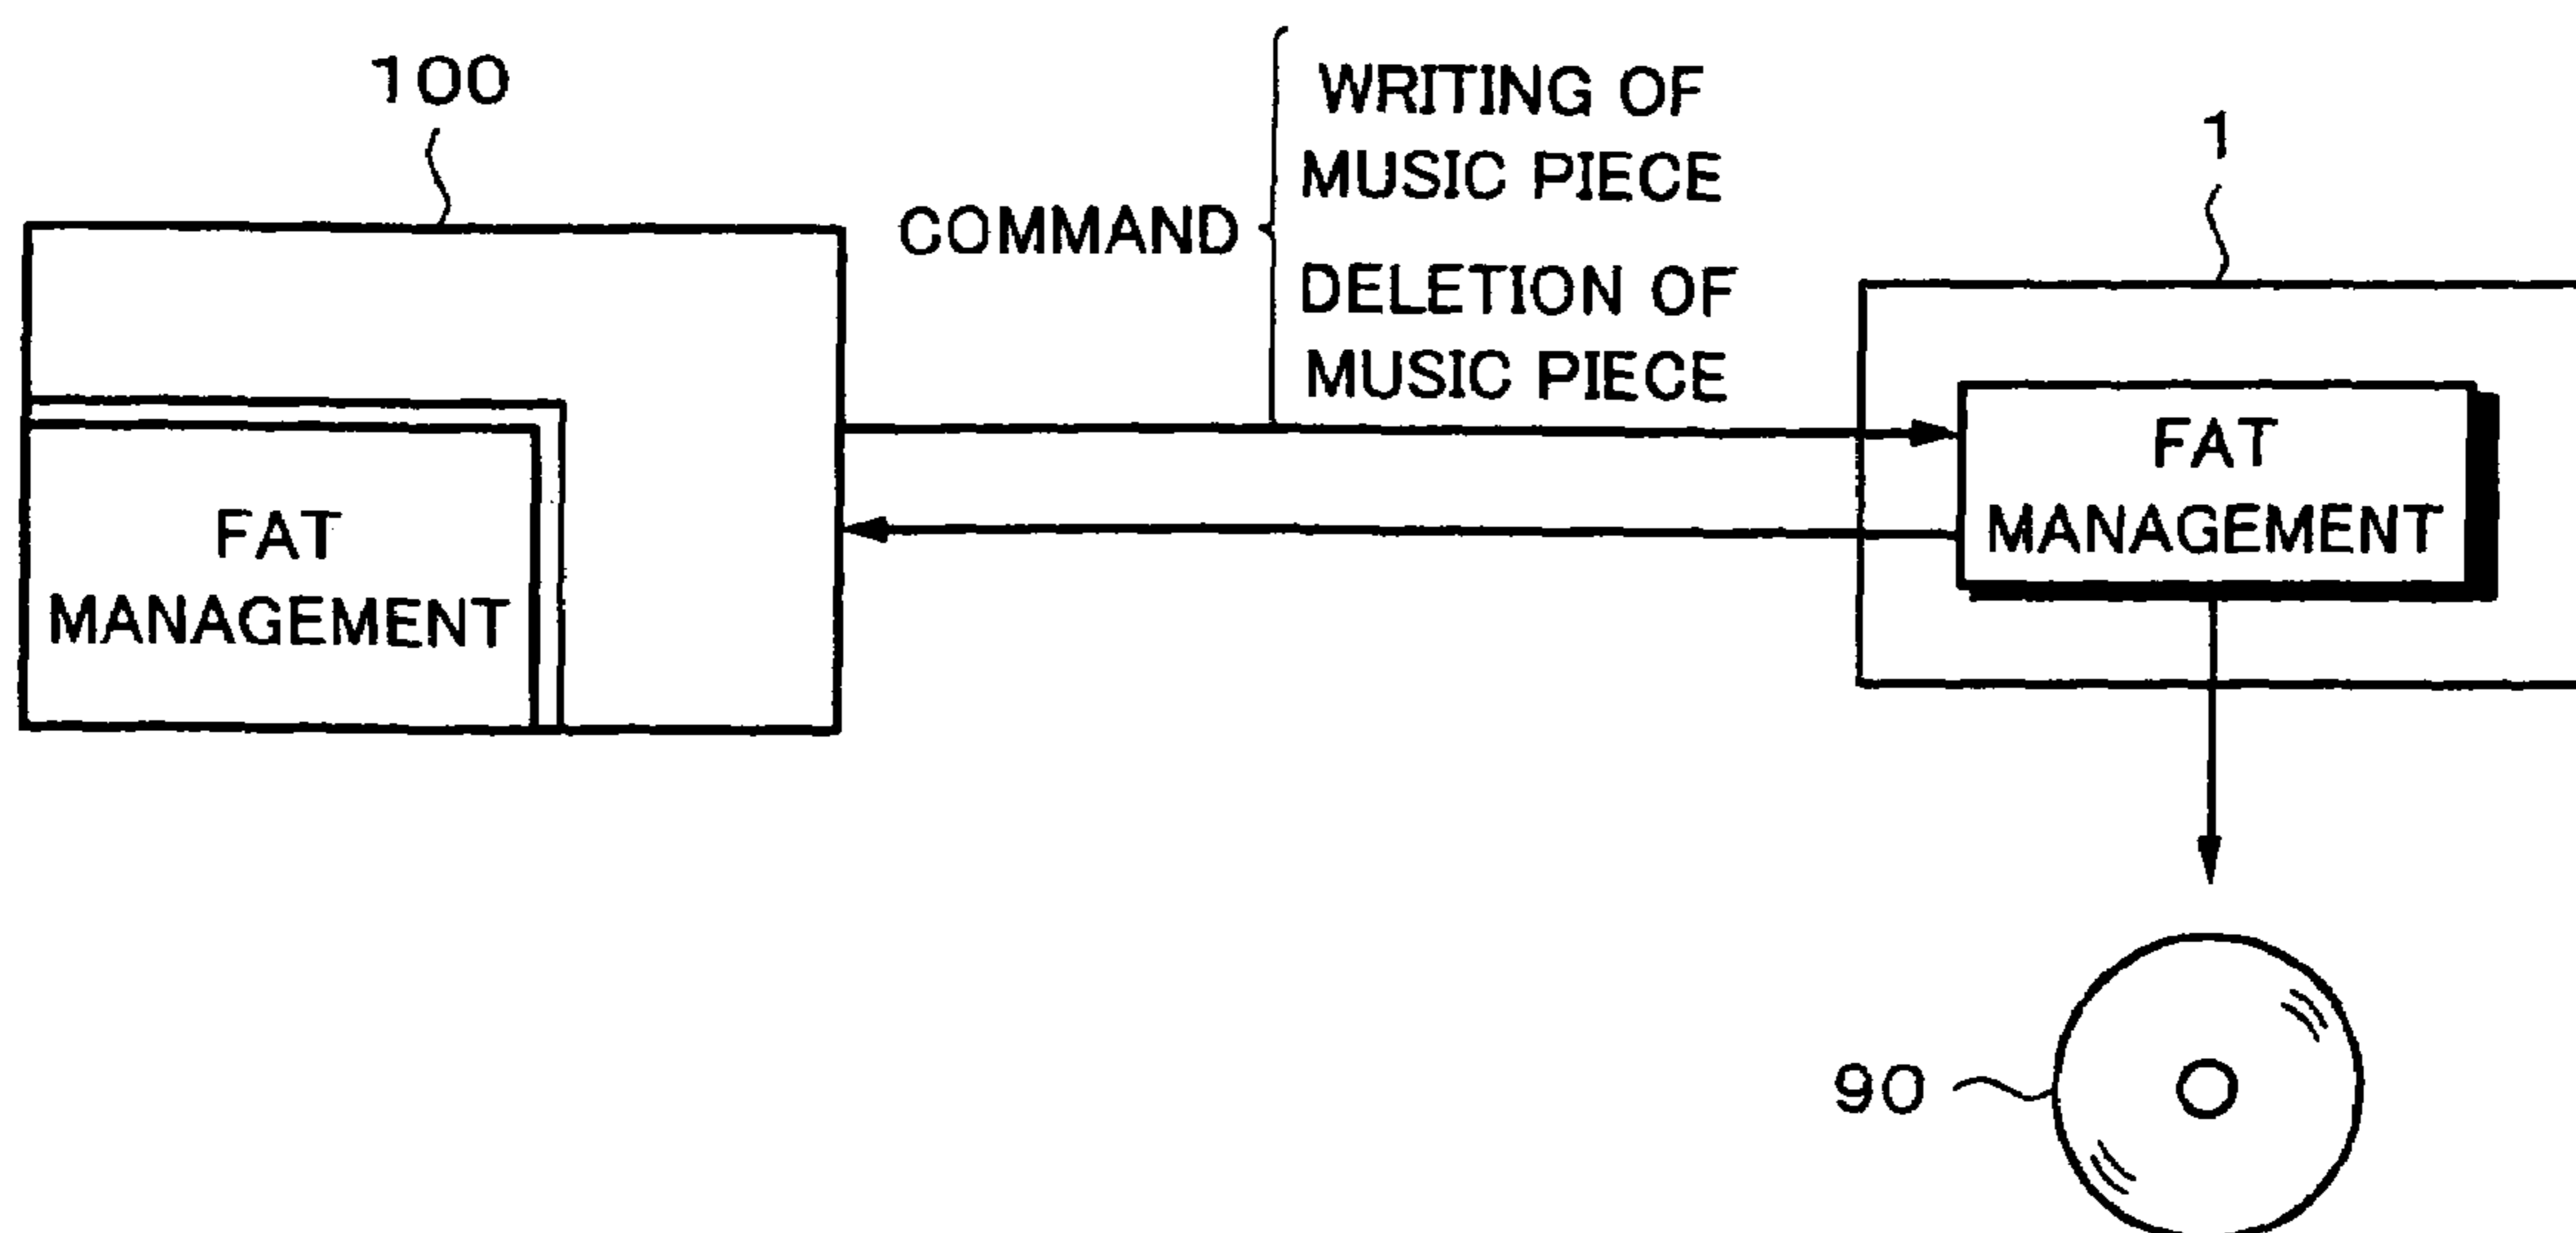 100
WRITING OF
MUSIC PIECE
COMMAND
DELETION OF
MUSIC PIECE
1
FAT
MANAGEMENT
FAT
MANAGEMENT
90